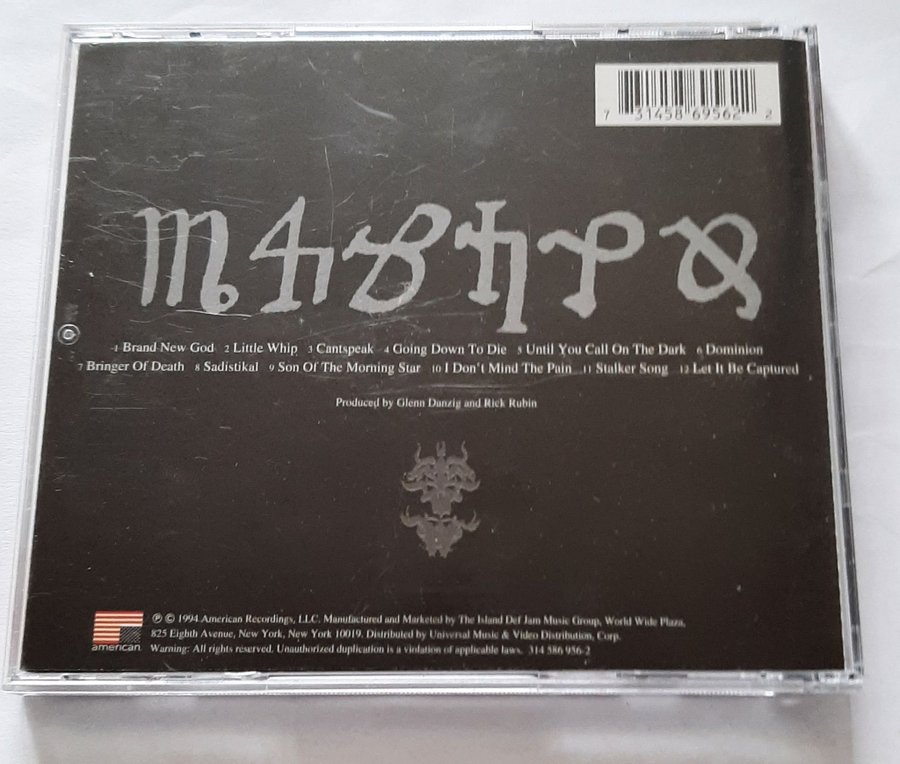 7 31458 69562 2
1 Brand New God 2 Little Whip 3 Cantspeak 4 Going Down To Die 5 Until You Call On The Dark 6 Dominion
7 Bringer Of Death 8 Sadistikal 9 Son Of The Morning Star 10 I Don't Mind The Pain 11 Stalker Song 12 Let It Be Captured
Produced by Glenn Danzig and Rick Rubin
american
℗ © 1994 American Recordings, LLC. Manufactured and Marketed by The Island Def Jam Music Group, World Wide Plaza,
825 Eighth Avenue, New York, New York 10019. Distributed by Universal Music & Video Distribution, Corp.
Warning: All rights reserved. Unauthorized duplication is a violation of applicable laws. 314 586 956-2